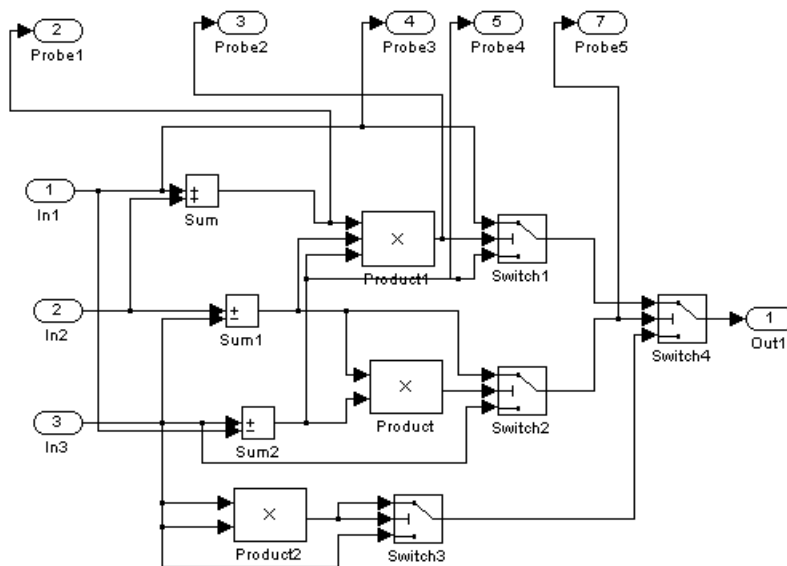 2
Probe1
3
Probe2
4
Probe3
5
Probe4
7
Probe5
1
In1
‡
Sum
×
Product1
Switch1
2
In2
±
Sum1
×
Product
Switch2
Switch4
1
Out1
3
In3
±
Sum2
×
Product2
Switch3